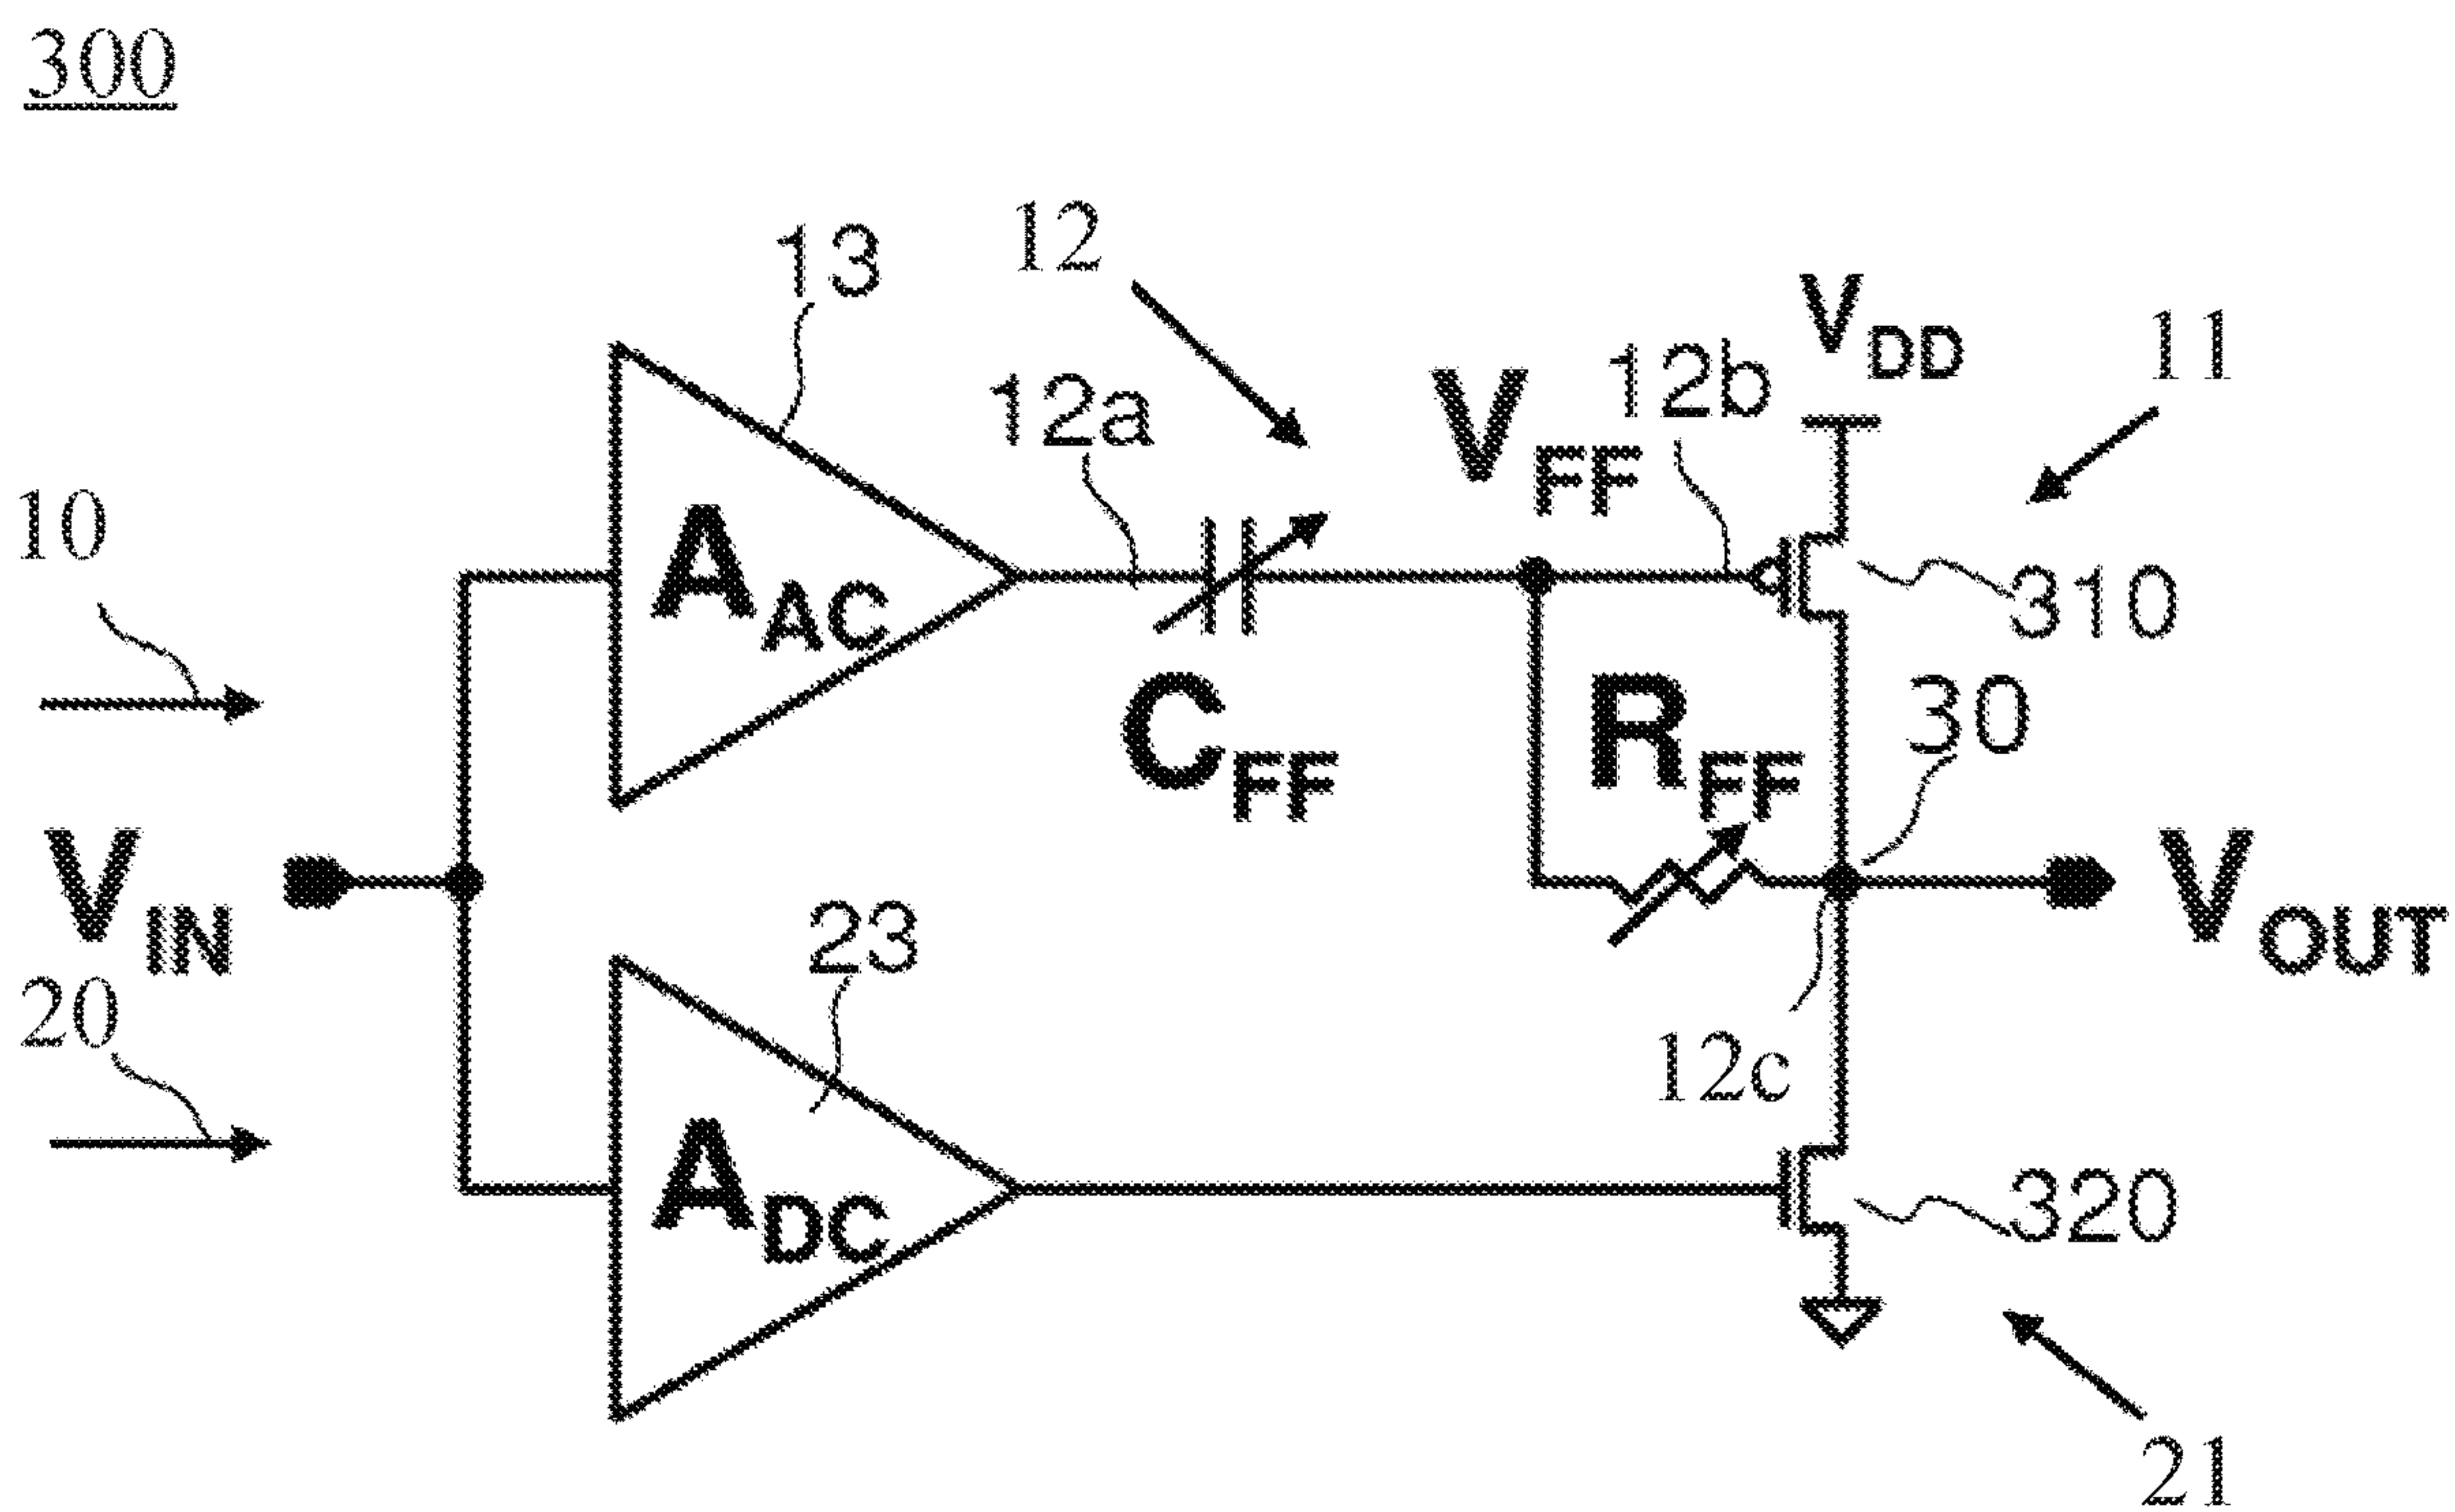 300
13
12
V_DD
11
12a
V_FF
12b
10
A_AC
310
C_FF
R_FF
30
V_IN
V_OUT
23
20
12c
A_DC
320
21